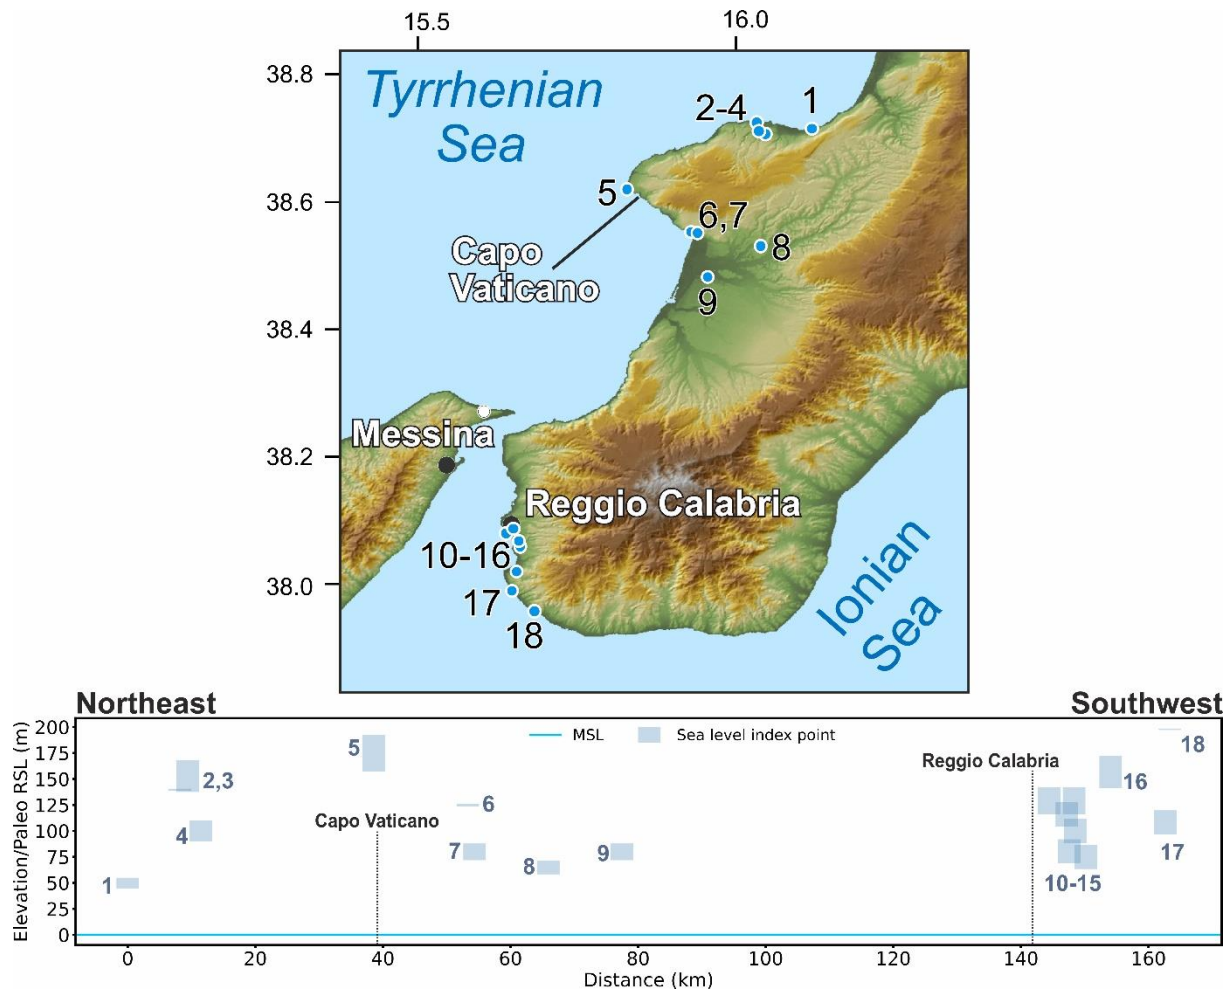 15.5 16.0
38.8
38.6
38.4
38.2
38.0
Tyrrhenian
Sea
2-4
1
5
6,7
8
9
Capo
Vaticano
Messina
Reggio Calabria
10-16
17
18
Ionian
Sea
Northeast Southwest
Elevation/Paleo RSL (m)
200
175
150
125
100
75
50
25
0
MSL Sea level index point
1
2,3
4
5
Capo Vaticano
6
7
8
9
Reggio Calabria
10-15
16
17
18
0 20 40 60 80 100 120 140 160
Distance (km)